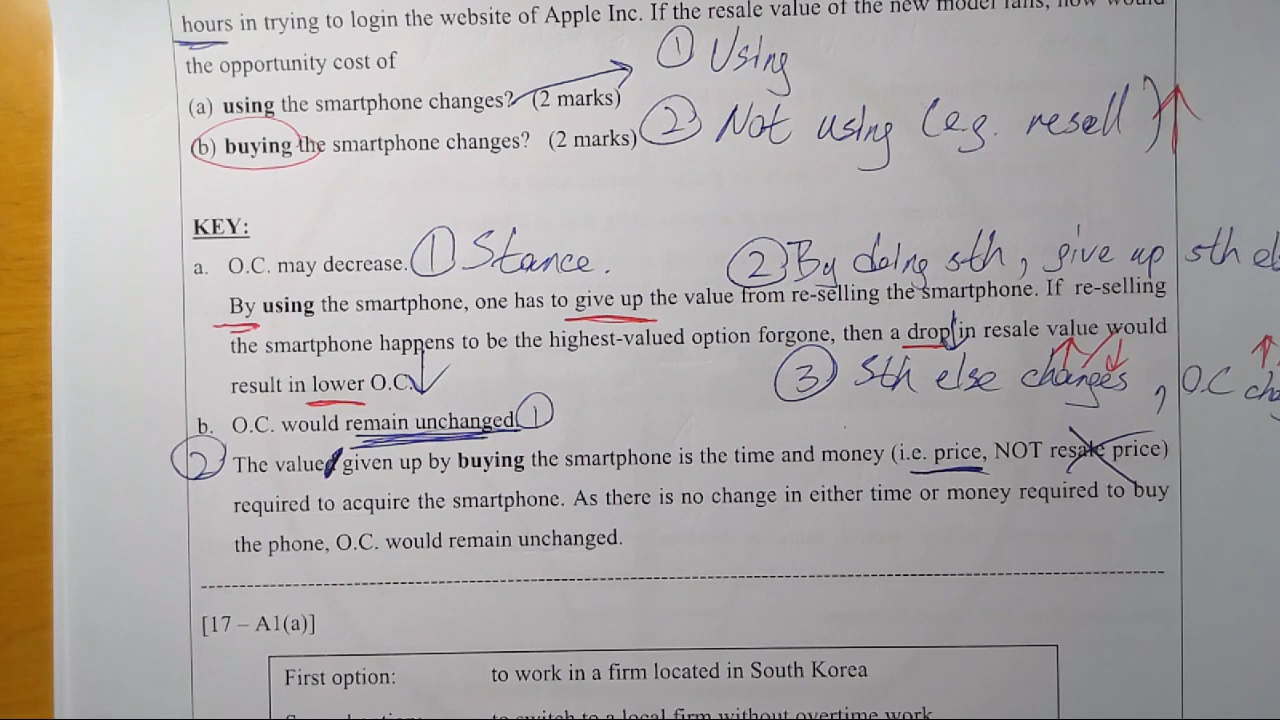 hours in trying to login the website of Apple Inc. If the resale value of the new model falls, how would
the opportunity cost of
① Using
(a) using the smartphone changes? (2 marks)
(b) buying the smartphone changes? (2 marks)
② Not using (e.g. resell) ↑
KEY:
a. O.C. may decrease. ① Stance. ② By doing sth, give up sth
By using the smartphone, one has to give up the value from re-selling the smartphone. If re-selling
the smartphone happens to be the highest-valued option forgone, then a drop in resale value would
result in lower O.C. ↓ ③ Sth else changes ↑ / ↓, O.C ↑
b. O.C. would remain unchanged ①
② The value given up by buying the smartphone is the time and money (i.e. price, NOT resale price)
required to acquire the smartphone. As there is no change in either time or money required to buy
the phone, O.C. would remain unchanged.
[17 – A1(a)]
First option: to work in a firm located in South Korea
to switch to a local firm without overtime work